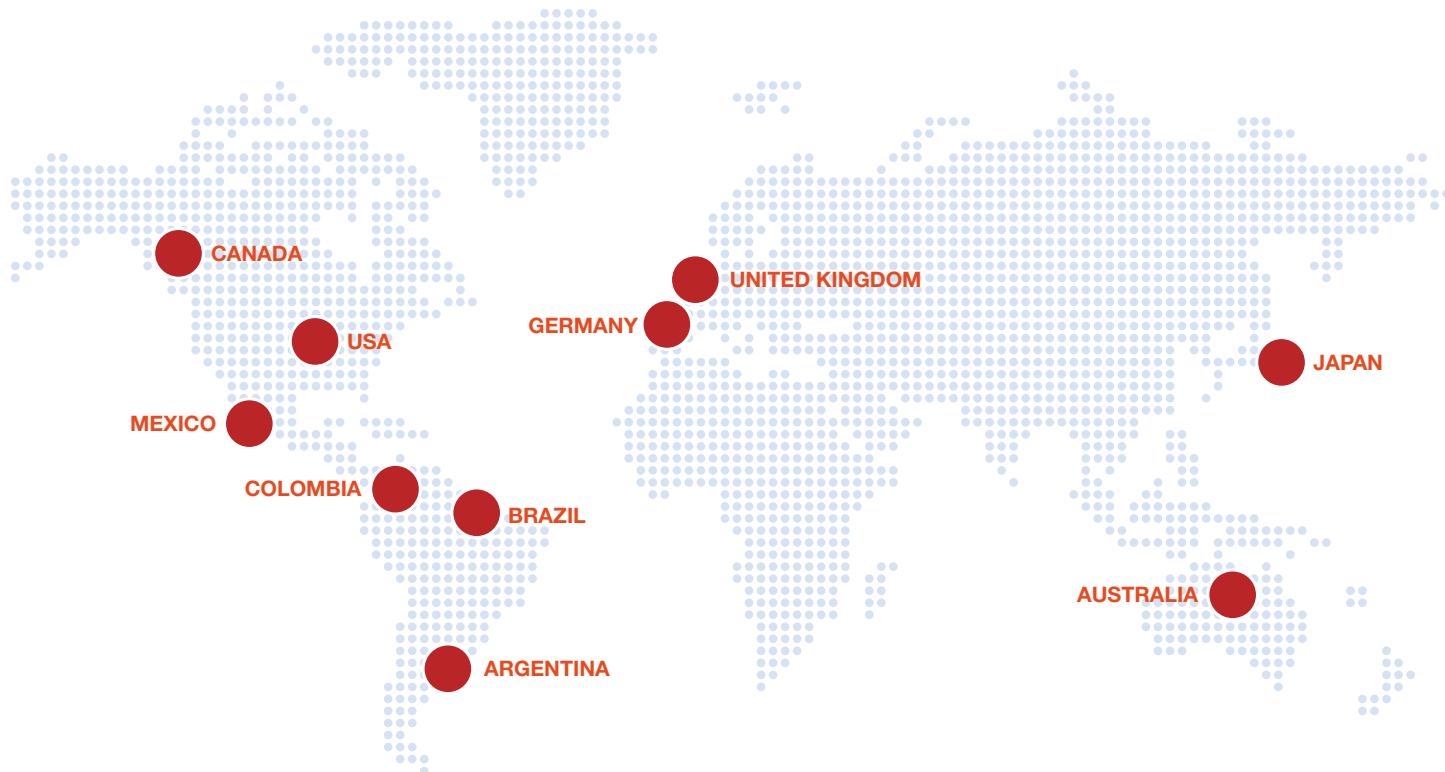 CANADA
UNITED KINGDOM
GERMANY
USA
JAPAN
MEXICO
COLOMBIA
BRAZIL
AUSTRALIA
ARGENTINA